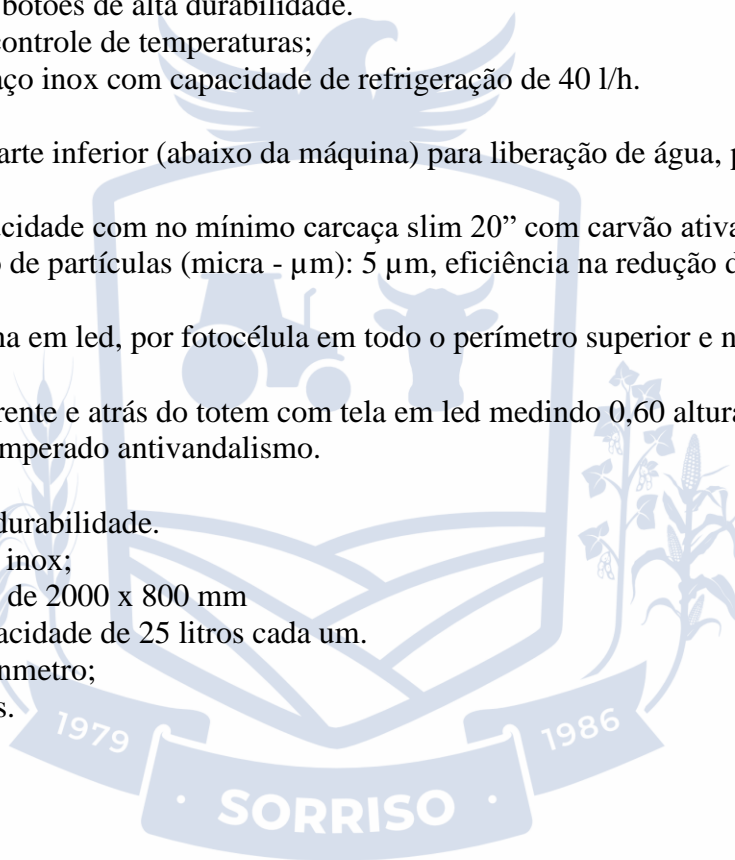 botões de alta durabilidade.
controle de temperaturas;
aço inox com capacidade de refrigeração de 40 l/h.
arte inferior (abaixo da máquina) para liberação de água, p
cidade com no mínimo carcaça slim 20” com carvão ativa
de partículas (micra - µm): 5 µm, eficiência na redução d
na em led, por fotocélula em todo o perímetro superior e n
rente e atrás do totem com tela em led medindo 0,60 altura
mperado antivandalismo.
durabilidade.
inox;
de 2000 x 800 mm
acidade de 25 litros cada um.
nmetro;
s.
1979
1986
SORRISO